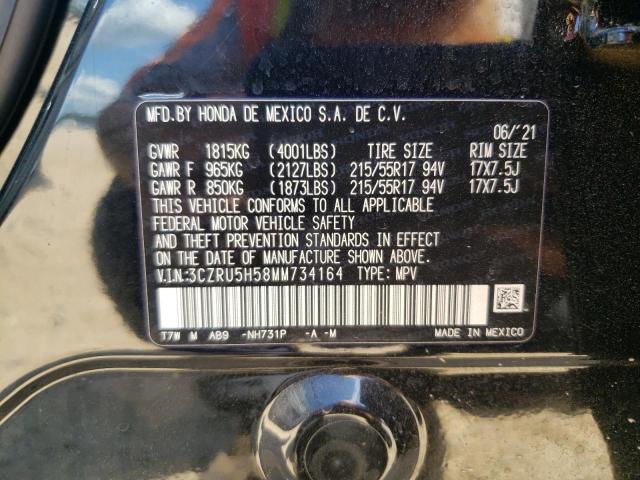 MFD.BY HONDA DE MEXICO S.A. DE C.V.
06/'21
GVWR 1815KG (4001LBS) TIRE SIZE RIM SIZE
GAWR F 965KG (2127LBS) 215/55R17 94V 17X7.5J
GAWR R 850KG (1873LBS) 215/55R17 94V 17X7.5J
THIS VEHICLE CONFORMS TO ALL APPLICABLE
FEDERAL MOTOR VEHICLE SAFETY
AND THEFT PREVENTION STANDARDS IN EFFECT
ON THE DATE OF MANUFACTURE SHOWN ABOVE.
V.I.N:3CZRU5H58MM734164 TYPE: MPV
T7W M AB9 -NH731P -A -M MADE IN MEXICO